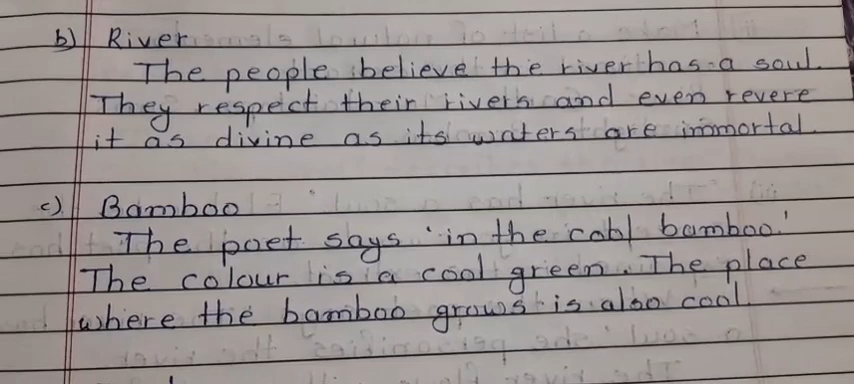 b) River
The people believe the river has a soul.
They respect their rivers and even revere
it as divine as its waters are immortal.
c) Bamboo
The poet says 'in the cool bamboo.'
The colour is a cool green. The place
where the bamboo grows is also cool.